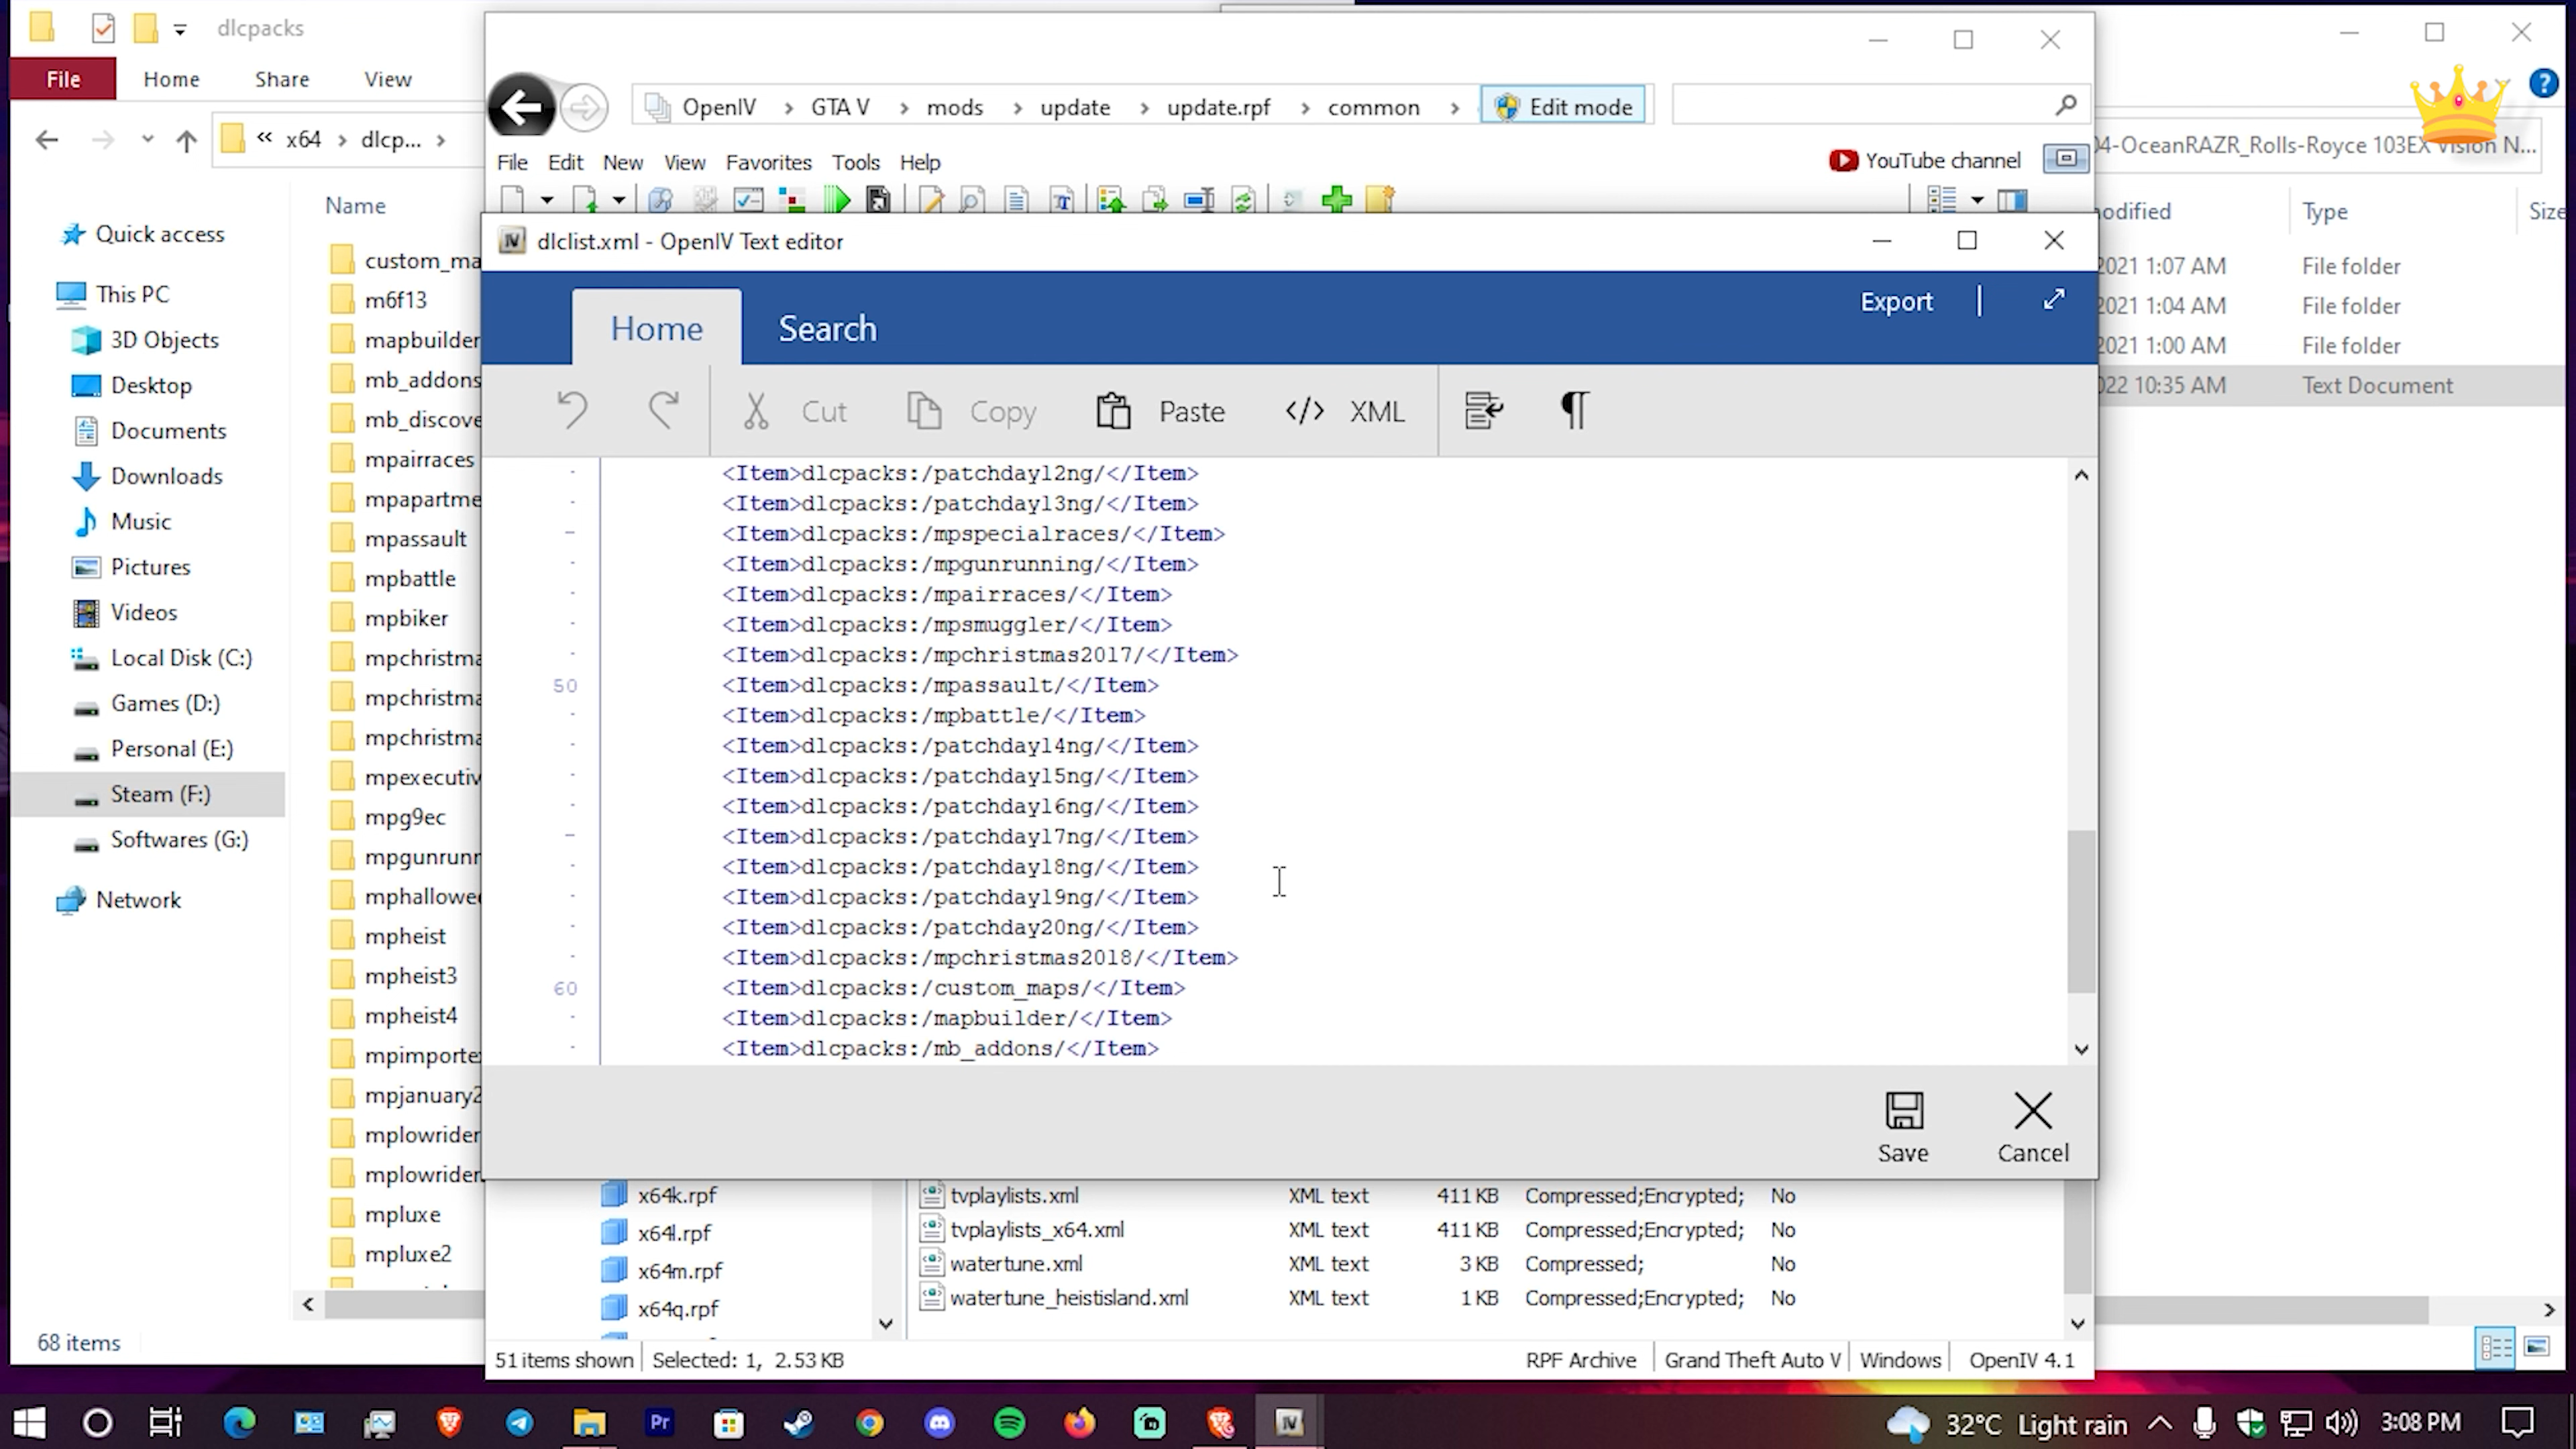 dlcpacks
File Home Share View
« x64 › dlcp... ›
Name
Quick access
This PC
3D Objects
Desktop
Documents
Downloads
Music
Pictures
Videos
Local Disk (C:)
Games (D:)
Personal (E:)
Steam (F:)
Softwares (G:)
Network
custom_ma
m6f13
mapbuilder
mb_addons
mb_discove
mpairraces
mpapartme
mpassault
mpbattle
mpbiker
mpchristma
mpchristma
mpchristma
mpexecutiv
mpg9ec
mpgunrunn
mphallowe
mpheist
mpheist3
mpheist4
mpimporte
mpjanuary2
mplowrider
mplowrider
mpluxe
mpluxe2
68 items
OpenIV › GTA V › mods › update › update.rpf › common › Edit mode
File Edit New View Favorites Tools Help
YouTube channel
IV dlclist.xml - OpenIV Text editor
Export
Home Search
Cut Copy Paste </> XML
<Item>dlcpacks:/patchday12ng/</Item>
<Item>dlcpacks:/patchday13ng/</Item>
<Item>dlcpacks:/mpspecialraces/</Item>
<Item>dlcpacks:/mpgunrunning/</Item>
<Item>dlcpacks:/mpairraces/</Item>
<Item>dlcpacks:/mpsmuggler/</Item>
<Item>dlcpacks:/mpchristmas2017/</Item>
50 <Item>dlcpacks:/mpassault/</Item>
<Item>dlcpacks:/mpbattle/</Item>
<Item>dlcpacks:/patchday14ng/</Item>
<Item>dlcpacks:/patchday15ng/</Item>
<Item>dlcpacks:/patchday16ng/</Item>
<Item>dlcpacks:/patchday17ng/</Item>
<Item>dlcpacks:/patchday18ng/</Item>
<Item>dlcpacks:/patchday19ng/</Item>
<Item>dlcpacks:/patchday20ng/</Item>
<Item>dlcpacks:/mpchristmas2018/</Item>
60 <Item>dlcpacks:/custom_maps/</Item>
<Item>dlcpacks:/mapbuilder/</Item>
<Item>dlcpacks:/mb_addons/</Item>
Save Cancel
x64k.rpf
x64l.rpf
x64m.rpf
x64q.rpf
tvplaylists.xml XML text 411 KB Compressed;Encrypted; No
tvplaylists_x64.xml XML text 411 KB Compressed;Encrypted; No
watertune.xml XML text 3 KB Compressed; No
watertune_heistisland.xml XML text 1 KB Compressed;Encrypted; No
51 items shown Selected: 1, 2.53 KB RPF Archive Grand Theft Auto V Windows OpenIV 4.1
04-OceanRAZR_Rolls-Royce 103EX Vision N...
odified Type Size
2021 1:07 AM File folder
2021 1:04 AM File folder
2021 1:00 AM File folder
022 10:35 AM Text Document
Pr IV 32°C Light rain 3:08 PM